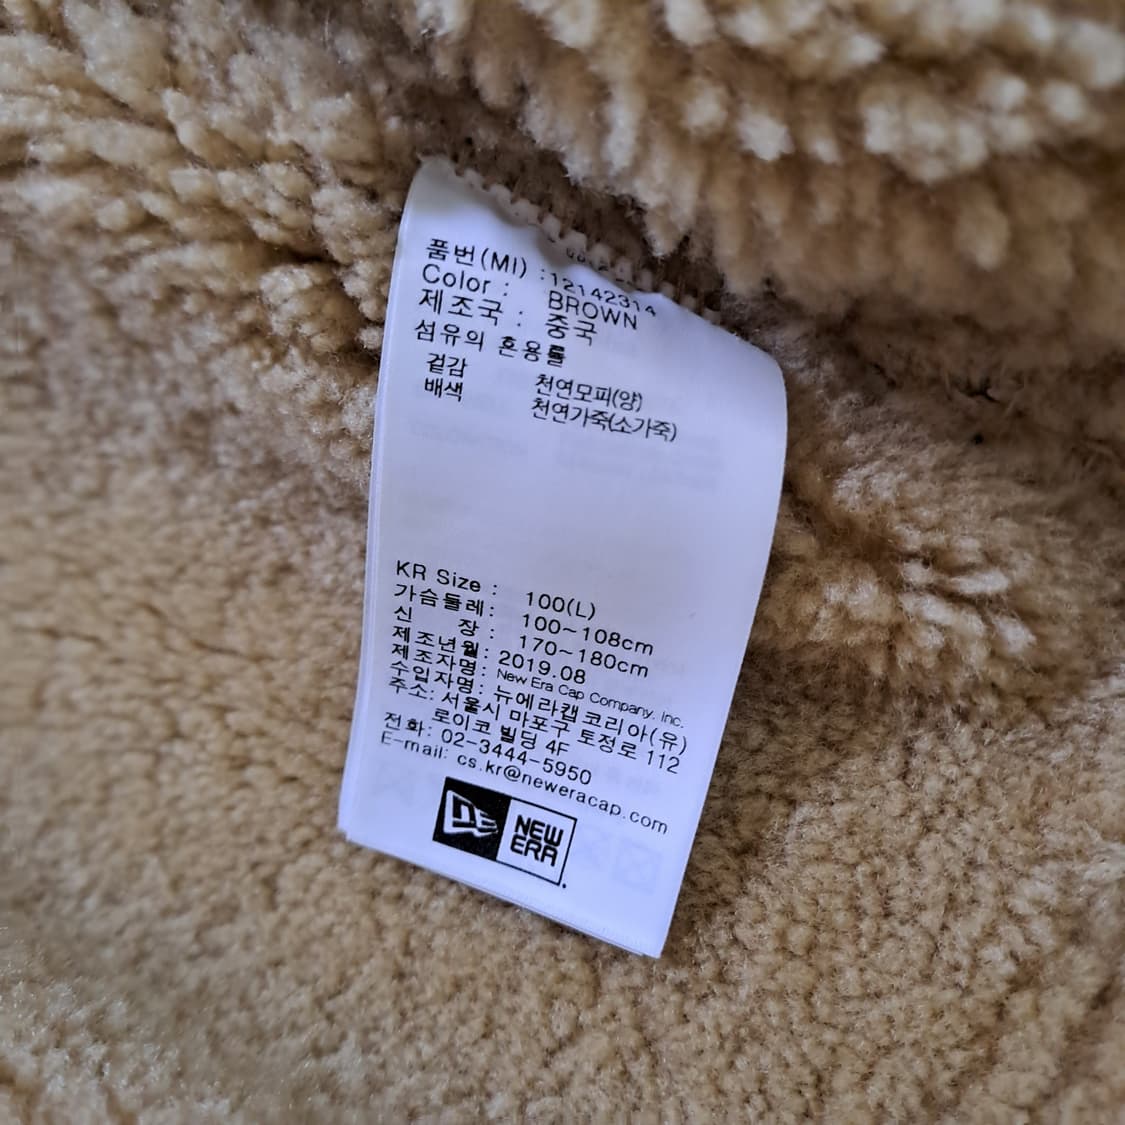 품번(MI) :12142314
Color : BROWN
제조국 : 중국
섬유의 혼용률
겉감 천연모피(양)
배색 천연가죽(소가죽)
KR Size : 100(L)
가슴둘레: 100~108cm
신 장 : 170~180cm
제조년월: 2019.08
제조자명: New Era Cap Company, Inc.
수입자명: 뉴에라캡코리아(유)
주소: 서울시 마포구 토정로 112
로이코 빌딩 4F
전화: 02-3444-5950
E-mail: cs.kr@neweracap.com
NEW
ERA